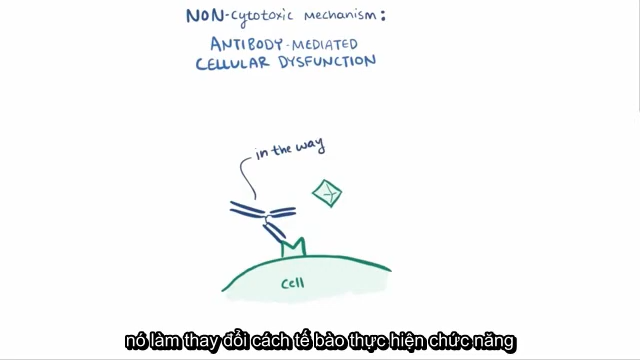 NON-cytotoxic mechanism:
ANTIBODY-MEDIATED
CELLULAR DYSFUNCTION
in the way
cell
nó làm thay đổi cách tế bào thực hiện chức năng